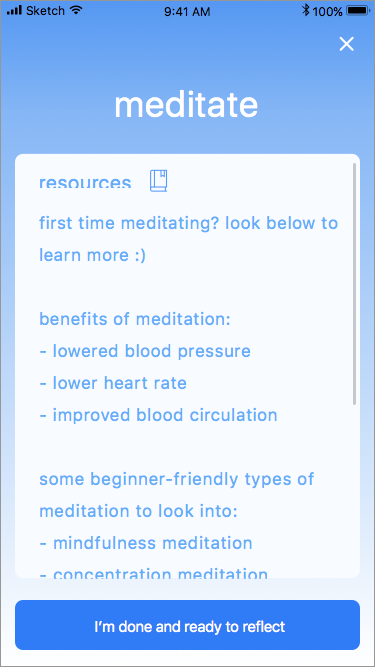 Sketch 9:41 AM 100%
meditate
resources
first time meditating? look below to
learn more :)
benefits of meditation:
- lowered blood pressure
- lower heart rate
- improved blood circulation
some beginner-friendly types of
meditation to look into:
- mindfulness meditation
- concentration meditation
I'm done and ready to reflect